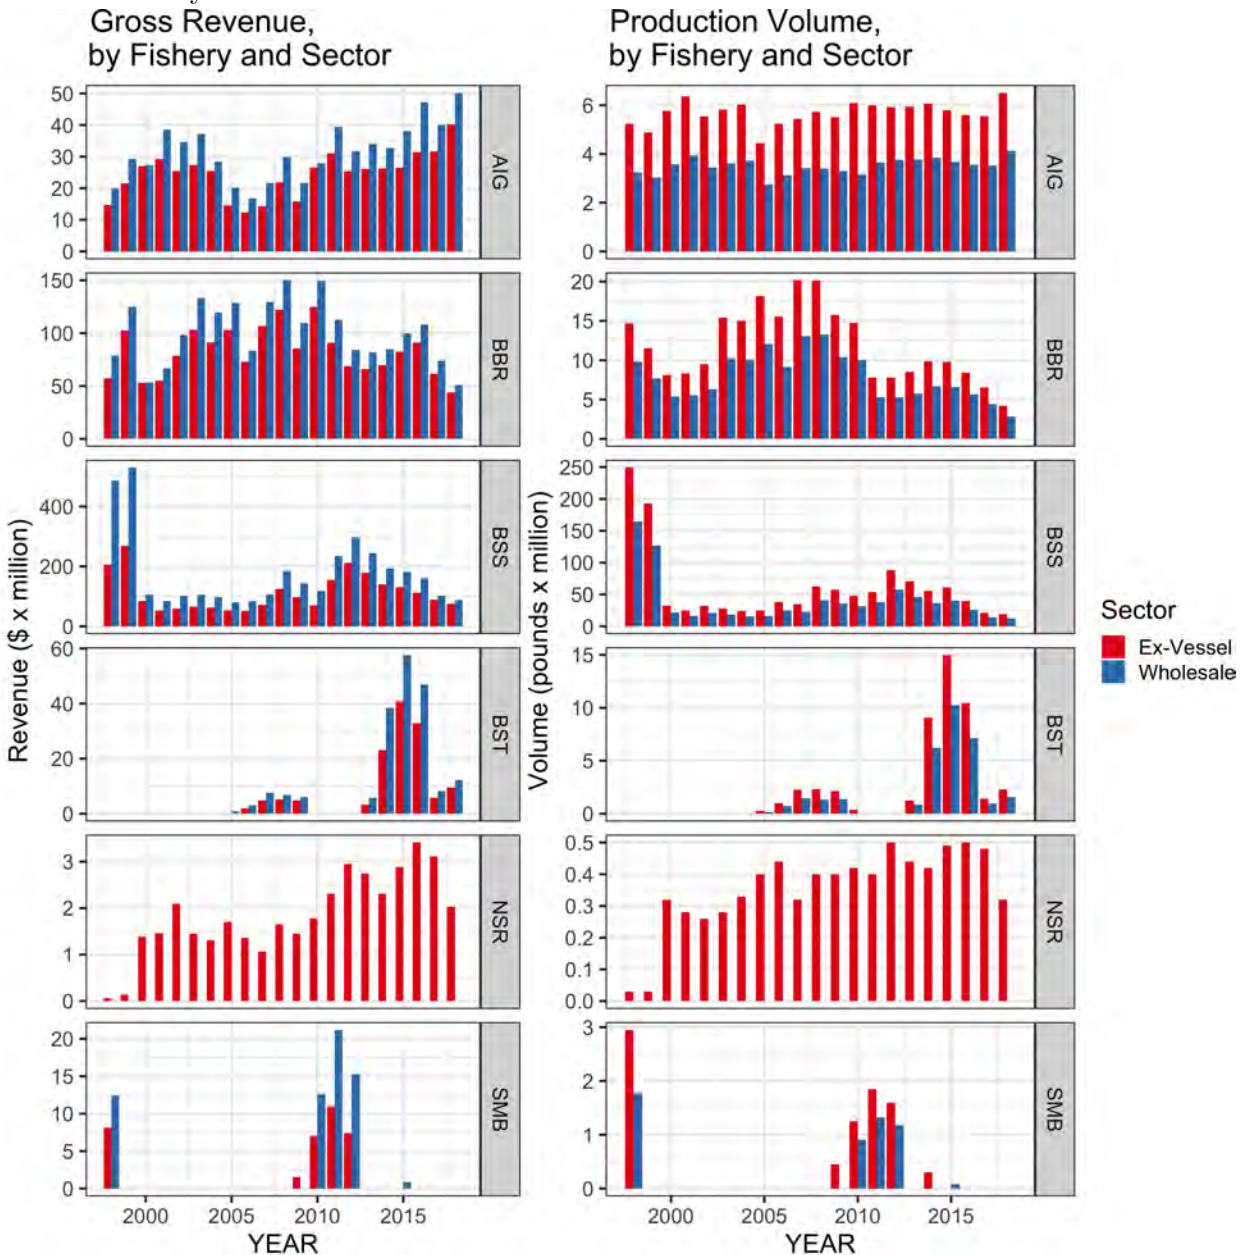 Gross Revenue,
by Fishery and Sector
Production Volume,
by Fishery and Sector
Revenue ($ x million)
50
40
30
20
10
0
AIG
150
100
50
0
BBR
400
200
0
BSS
60
40
20
0
BST
3
2
1
0
NSR
20
15
10
5
0
SMB
2000 2005 2010 2015
YEAR
Volume (pounds x million)
6
4
2
0
AIG
20
15
10
5
0
BBR
250
200
150
100
50
0
BSS
15
10
5
0
BST
0.5
0.4
0.3
0.2
0.1
0.0
NSR
3
2
1
0
SMB
2000 2005 2010 2015
YEAR
Sector
Ex-Vessel
Wholesale